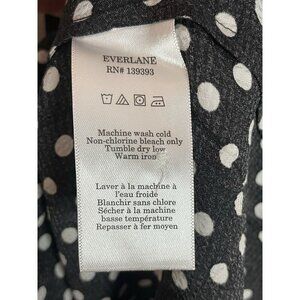 EVERLANE
RN# 139393
Machine wash cold
Non-chlorine bleach only
Tumble dry low
Warm iron
Laver à la machine à
l'eau froide
Blanchir sans chlore
Sécher à la machine
basse température
Repasser à fer moyen